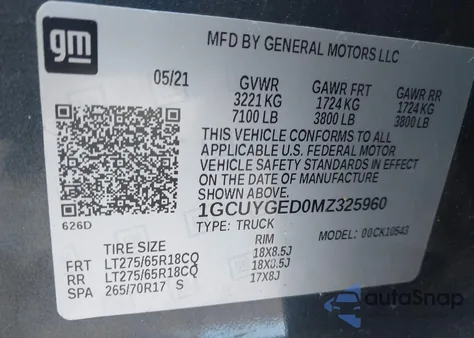 gm
MFD BY GENERAL MOTORS LLC
05/21 GVWR GAWR FRT GAWR RR
3221 KG 1724 KG 1724 KG
7100 LB 3800 LB 3800 LB
THIS VEHICLE CONFORMS TO ALL
APPLICABLE U.S. FEDERAL MOTOR
VEHICLE SAFETY STANDARDS IN EFFECT
ON THE DATE OF MANUFACTURE
SHOWN ABOVE.
626D 1GCUYGED0MZ325960
TYPE: TRUCK MODEL: 00CK10543
TIRE SIZE RIM
FRT LT275/65R18CQ 18X8.5J
RR LT275/65R18CQ 18X8.5J
SPA 265/70R17 S 17X8J
autoSnap